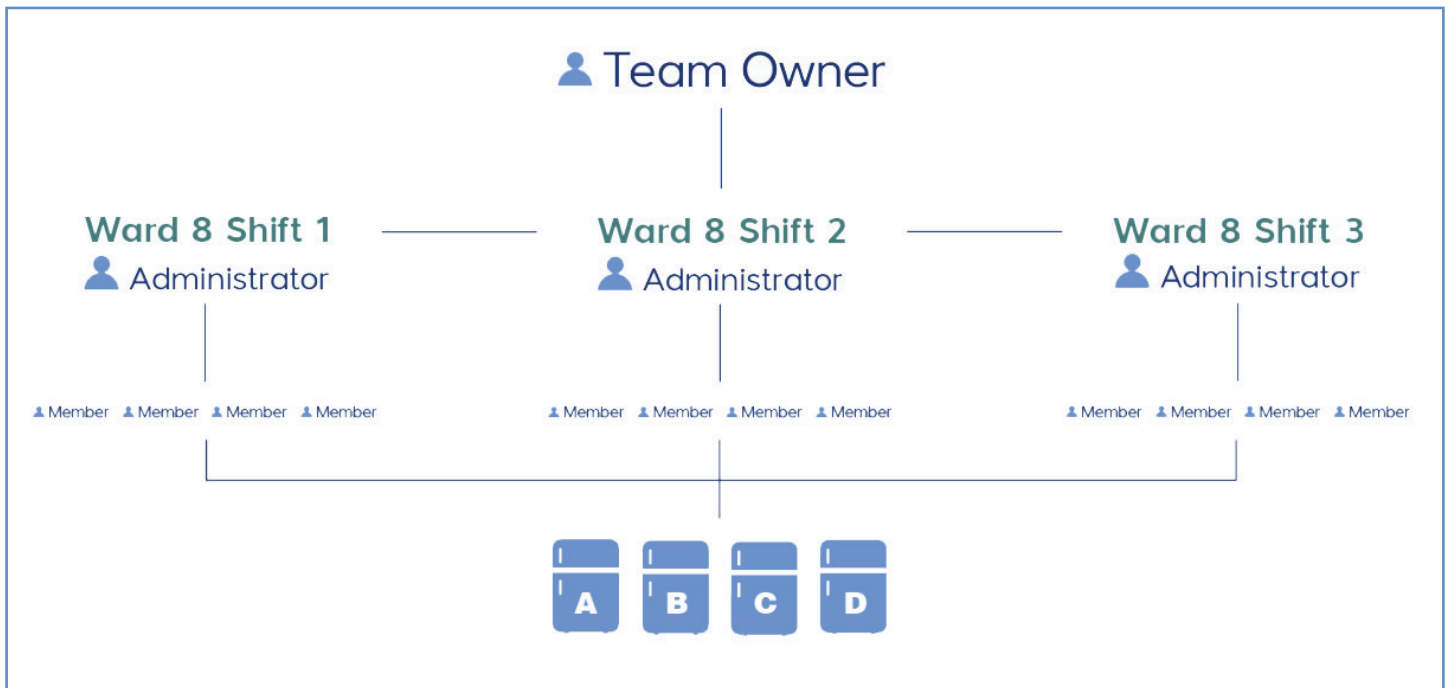 Team Owner
Ward 8 Shift 1
Ward 8 Shift 2
Ward 8 Shift 3
Administrator
Administrator
Administrator
Member Member Member Member
Member Member Member Member
Member Member Member Member
A B C D